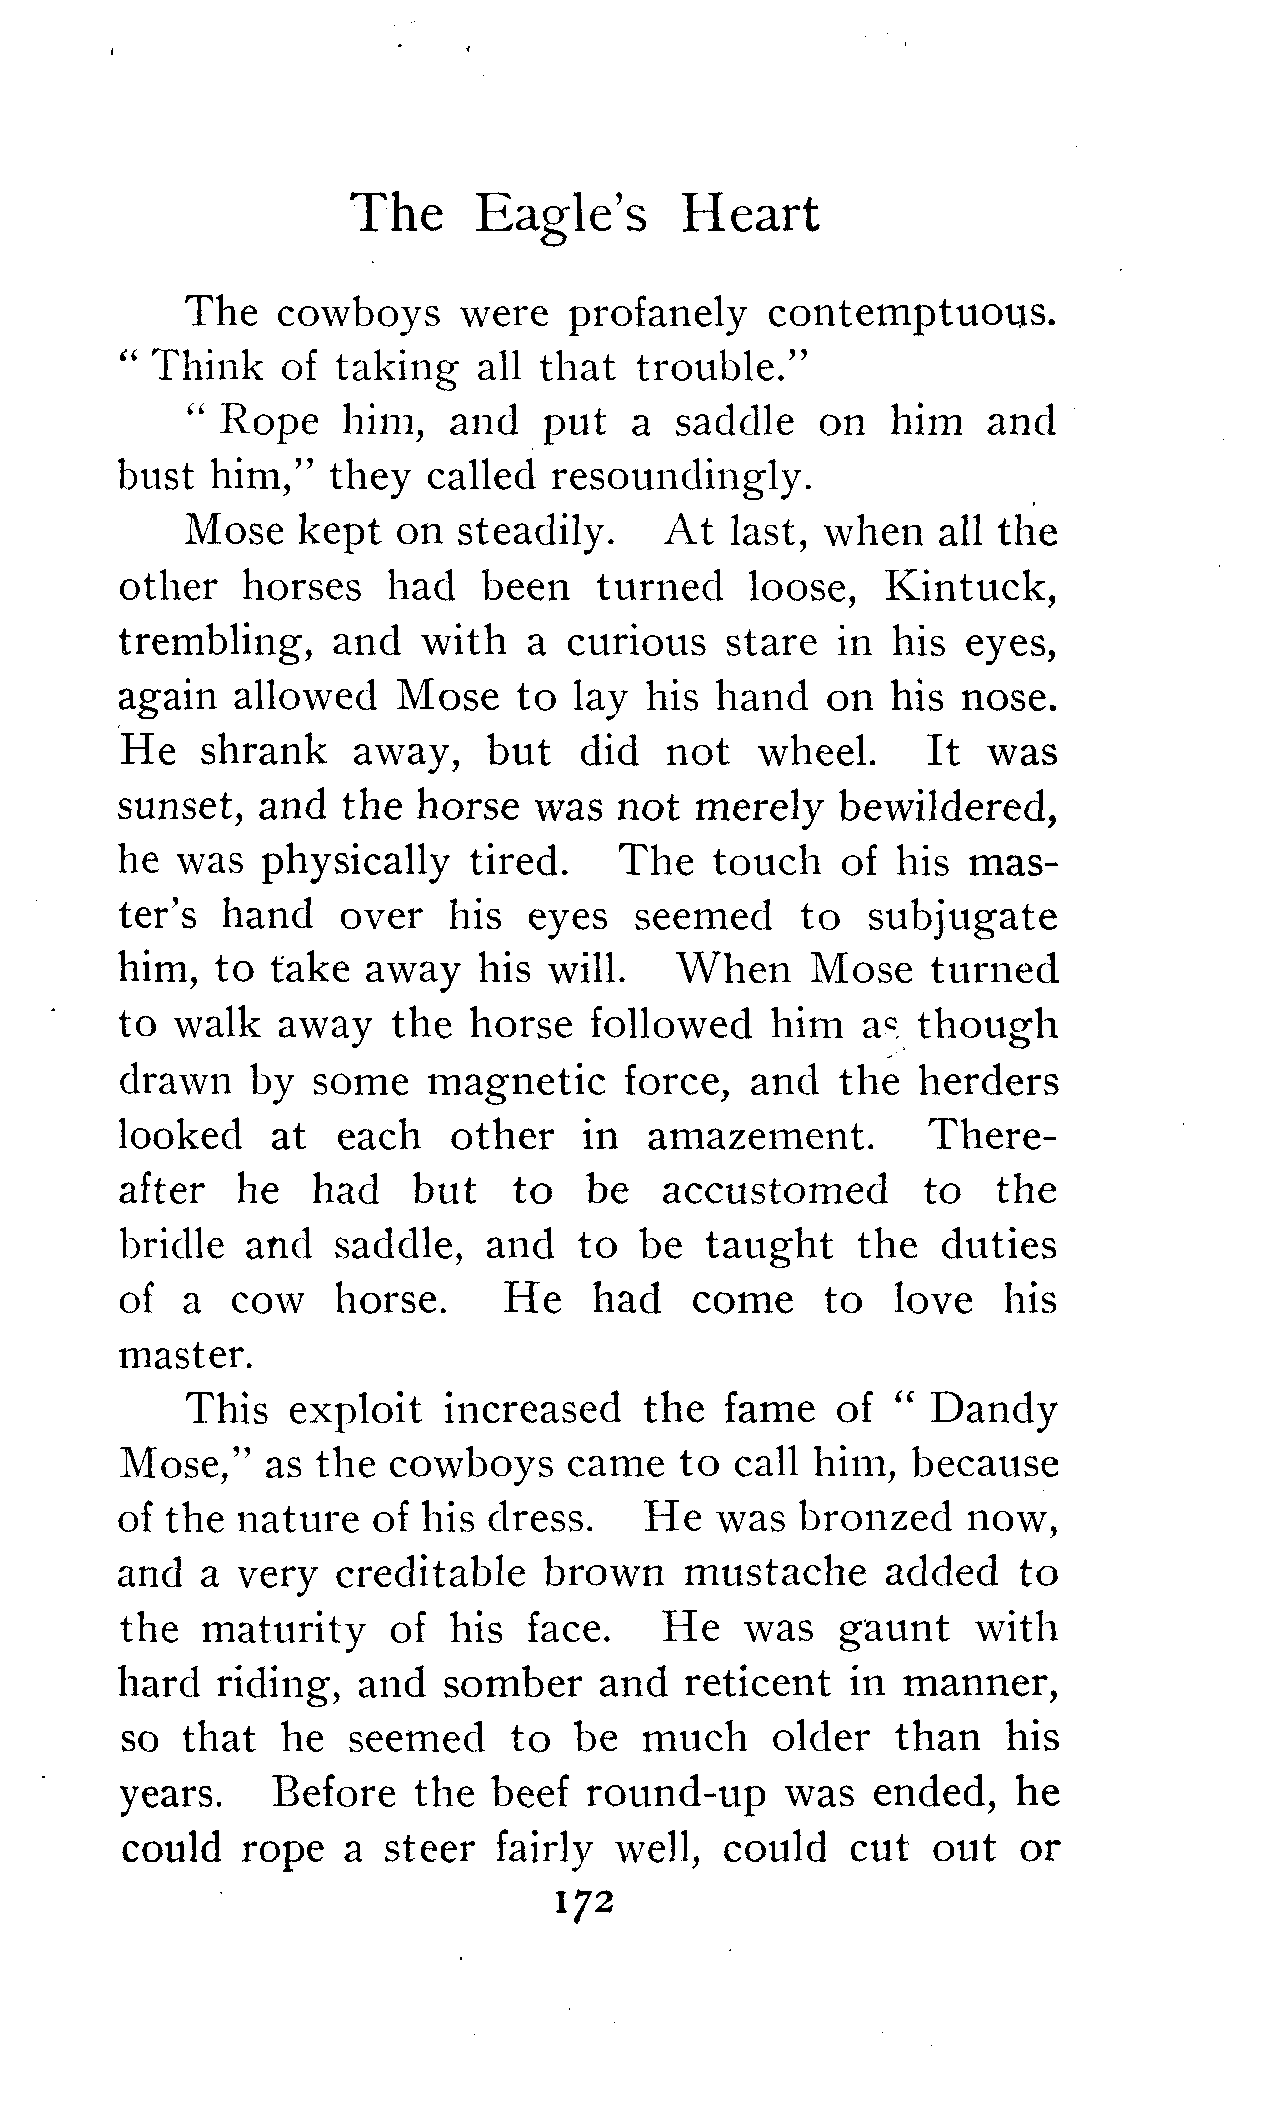 The Eagle's Heart
The cowboys were profanely contemptuous.
" Think of taking all that trouble."
" Rope him, and put a saddle on him and
bust him," they called resoundingly.
Mose kept on steadily. At last, when all the
other horses had been turned loose, Kintuck,
trembling, and with a curious stare in his eyes,
again allowed Mose to lay his hand on his nose.
He shrank away, but did not wheel. It was
sunset, and the horse was not merely bewildered,
he was physically tired. The touch of his mas-
ter's hand over his eyes seemed to subjugate
him, to take away his will. When Mose turned
to walk away the horse followed him as though
drawn by some magnetic force, and the herders
looked at each other in amazement. There-
after he had but to be accustomed to the
bridle and saddle, and to be taught the duties
of a cow horse. He had come to love his
master.
This exploit increased the fame of " Dandy
Mose," as the cowboys came to call him, because
of the nature of his dress. He was bronzed now,
and a very creditable brown mustache added to
the maturity of his face. He was gaunt with
hard riding, and somber and reticent in manner,
so that he seemed to be much older than his
years. Before the beef round-up was ended, he
could rope a steer fairly well, could cut out or
172